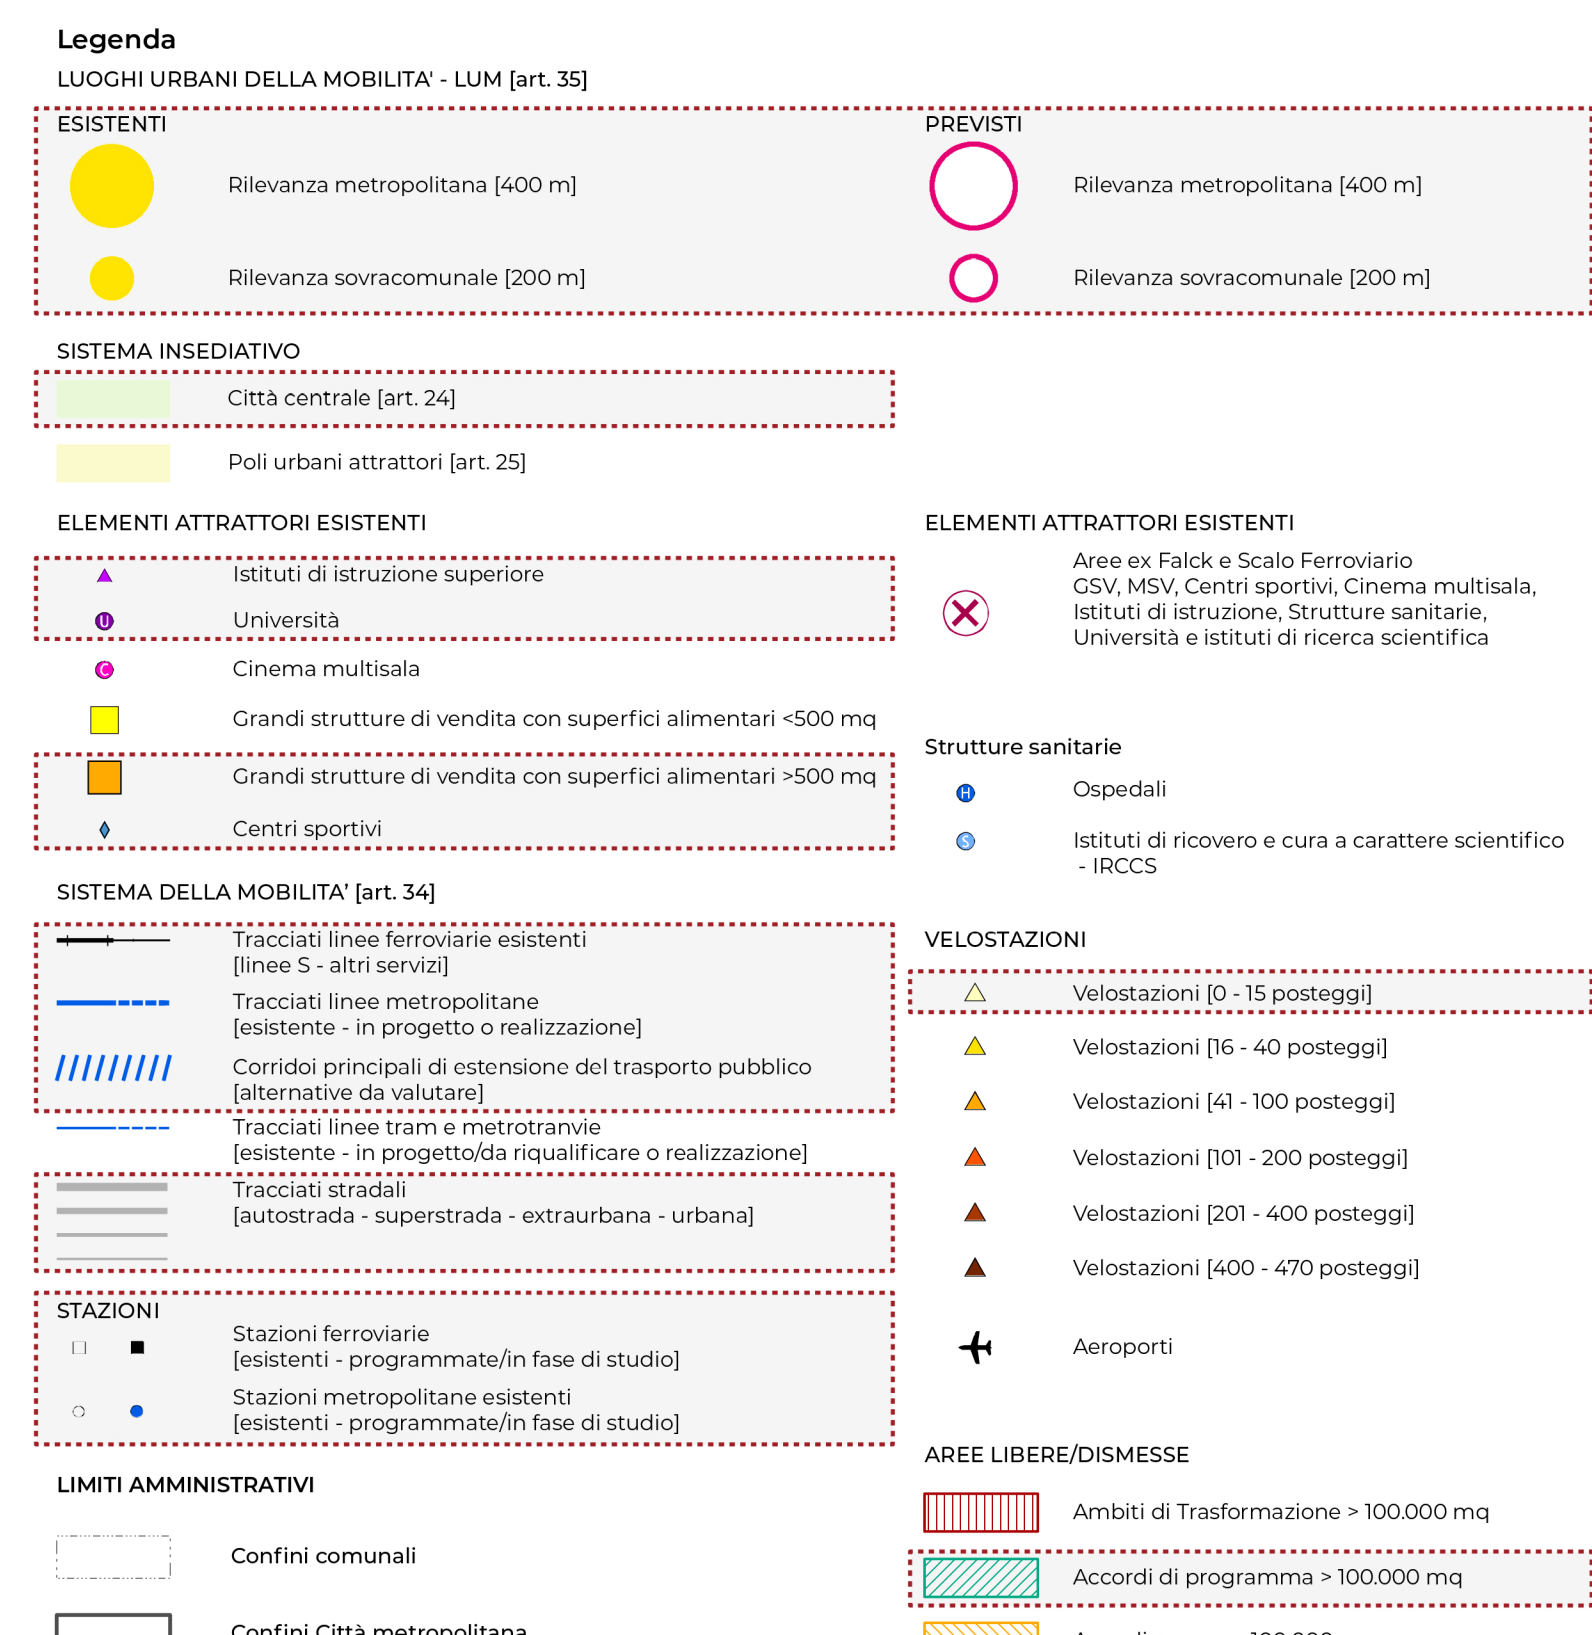 Legenda
LUOGHI URBANI DELLA MOBILITA' - LUM [art. 35]
ESISTENTI
Rilevanza metropolitana [400 m]
Rilevanza sovracomunale [200 m]
PREVISTI
Rilevanza metropolitana [400 m]
Rilevanza sovracomunale [200 m]
SISTEMA INSEDIATIVO
Città centrale [art. 24]
Poli urbani attrattori [art. 25]
ELEMENTI ATTRATTORI ESISTENTI
Istituti di istruzione superiore
U
Università
C
Cinema multisala
Grandi strutture di vendita con superfici alimentari <500 mq
Grandi strutture di vendita con superfici alimentari >500 mq
Centri sportivi
SISTEMA DELLA MOBILITA’ [art. 34]
Tracciati linee ferroviarie esistenti
[linee S - altri servizi]
Tracciati linee metropolitane
[esistente - in progetto o realizzazione]
Corridoi principali di estensione del trasporto pubblico
[alternative da valutare]
Tracciati linee tram e metrotranvie
[esistente - in progetto/da riqualificare o realizzazione]
Tracciati stradali
[autostrada - superstrada - extraurbana - urbana]
STAZIONI
Stazioni ferroviarie
[esistenti - programmate/in fase di studio]
Stazioni metropolitane esistenti
[esistenti - programmate/in fase di studio]
LIMITI AMMINISTRATIVI
Confini comunali
Confini Città metropolitana
ELEMENTI ATTRATTORI ESISTENTI
Aree ex Falck e Scalo Ferroviario
GSV, MSV, Centri sportivi, Cinema multisala,
Istituti di istruzione, Strutture sanitarie,
Università e istituti di ricerca scientifica
Strutture sanitarie
H
Ospedali
S
Istituti di ricovero e cura a carattere scientifico
- IRCCS
VELOSTAZIONI
Velostazioni [0 - 15 posteggi]
Velostazioni [16 - 40 posteggi]
Velostazioni [41 - 100 posteggi]
Velostazioni [101 - 200 posteggi]
Velostazioni [201 - 400 posteggi]
Velostazioni [400 - 470 posteggi]
Aeroporti
AREE LIBERE/DISMESSE
Ambiti di Trasformazione > 100.000 mq
Accordi di programma > 100.000 mq